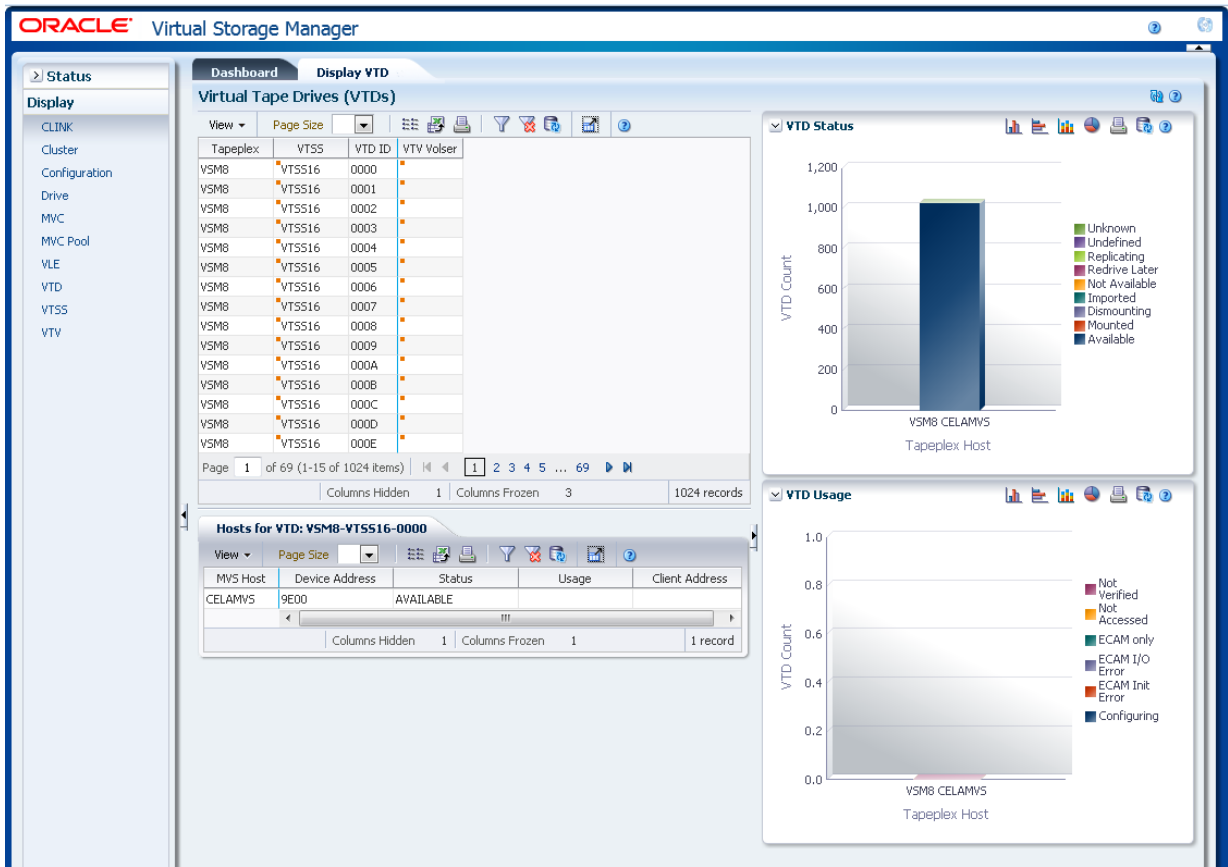 ORACLE® Virtual Storage Manager
Status
Display
CLINK
Cluster
Configuration
Drive
MVC
MVC Pool
VLE
VTD
VTSS
VTV
Dashboard Display VTD
Virtual Tape Drives (VTDs)
View Page Size
Tapeplex VTSS VTD ID VTV Volser
VSM8 VTSS16 0000
VSM8 VTSS16 0001
VSM8 VTSS16 0002
VSM8 VTSS16 0003
VSM8 VTSS16 0004
VSM8 VTSS16 0005
VSM8 VTSS16 0006
VSM8 VTSS16 0007
VSM8 VTSS16 0008
VSM8 VTSS16 0009
VSM8 VTSS16 000A
VSM8 VTSS16 000B
VSM8 VTSS16 000C
VSM8 VTSS16 000D
VSM8 VTSS16 000E
Page 1 of 69 (1-15 of 1024 items) 1 2 3 4 5 ... 69
Columns Hidden 1 Columns Frozen 3 1024 records
Hosts for VTD: VSM8-VTSS16-0000
View Page Size
MVS Host Device Address Status Usage Client Address
CELAMVS 9E00 AVAILABLE
Columns Hidden 1 Columns Frozen 1 1 record
VTD Status
1,200
1,000
800
600
400
200
0
VTD Count
VSM8 CELAMVS
Tapeplex Host
Unknown
Undefined
Replicating
Redrive Later
Not Available
Imported
Dismounting
Mounted
Available
VTD Usage
1.0
0.8
0.6
0.4
0.2
0.0
VTD Count
VSM8 CELAMVS
Tapeplex Host
Not
Verified
Not
Accessed
ECAM only
ECAM I/O
Error
ECAM Init
Error
Configuring